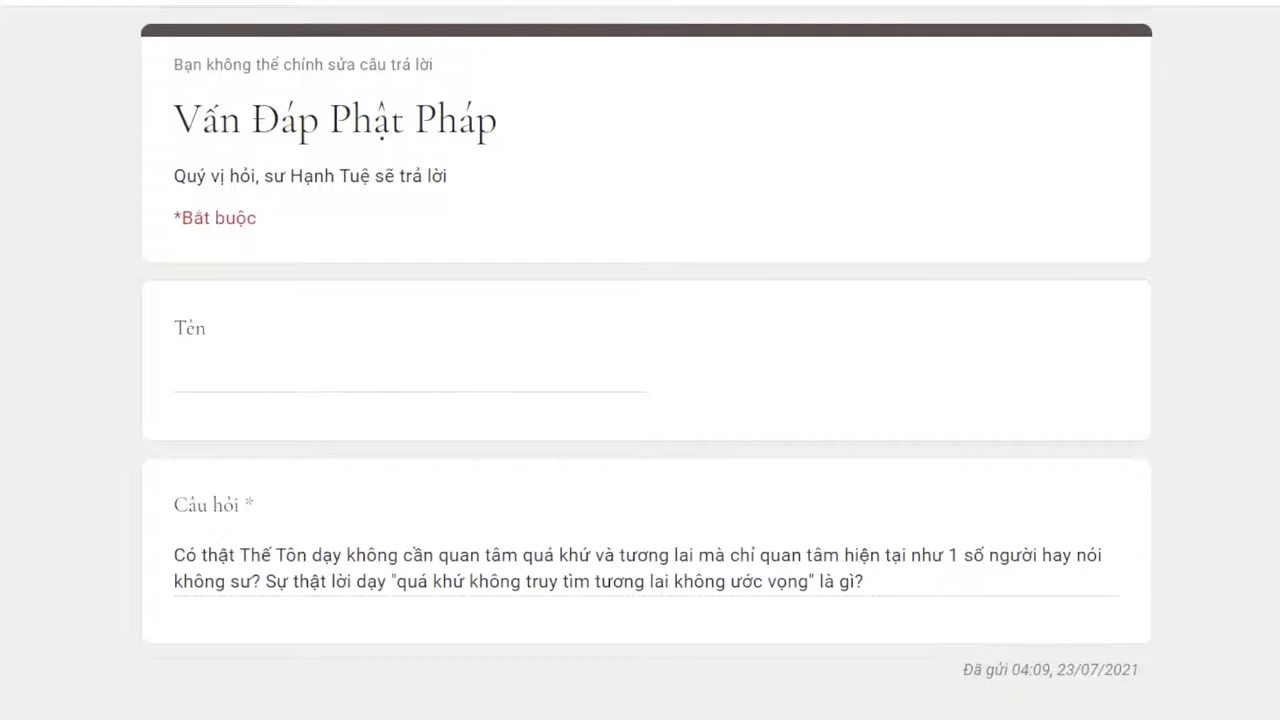 Bạn không thể chỉnh sửa câu trả lời
Vấn Đáp Phật Pháp
Quý vị hỏi, sư Hạnh Tuệ sẽ trả lời
*Bắt buộc
Tên
Câu hỏi *
Có thật Thế Tôn dạy không cần quan tâm quá khứ và tương lai mà chỉ quan tâm hiện tại như 1 số người hay nói
không sư? Sự thật lời dạy "quá khứ không truy tìm tương lai không ước vọng" là gì?
Đã gửi 04:09, 23/07/2021